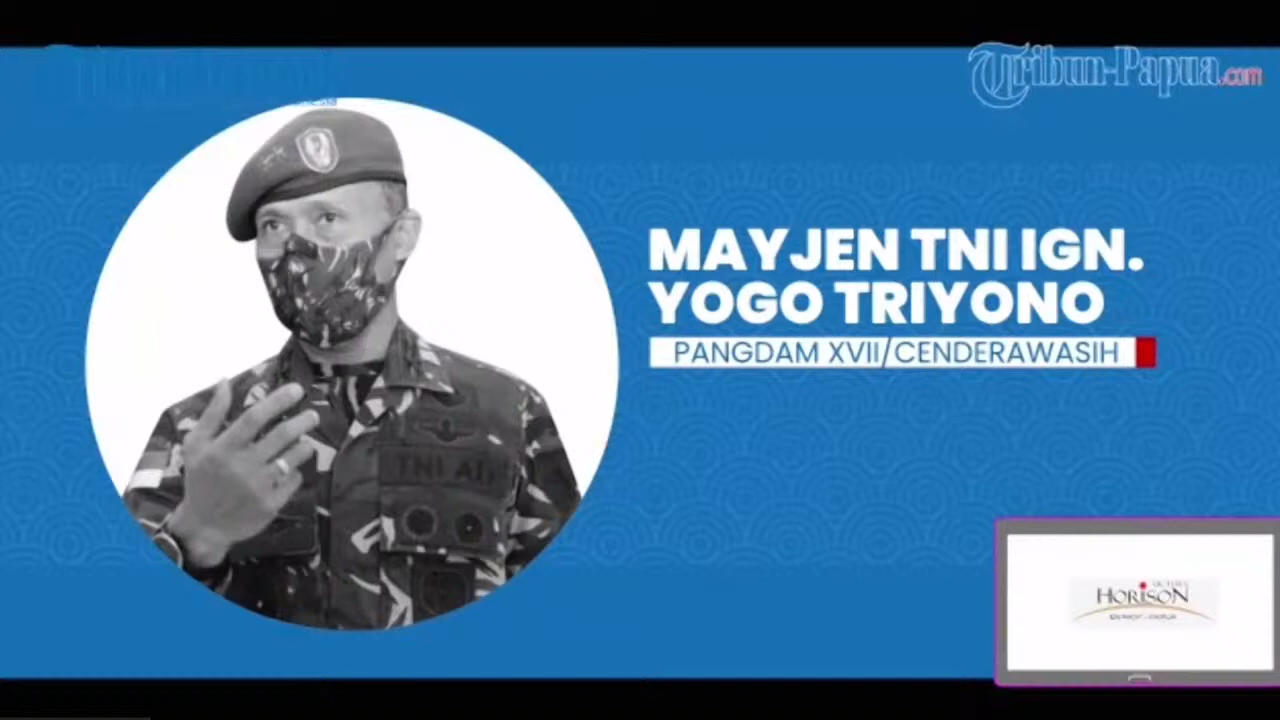 Tribun-Papua.com
MAYJEN TNI IGN.
YOGO TRIYONO
PANGDAM XVII/CENDERAWASIH
TNI AD
HORISON